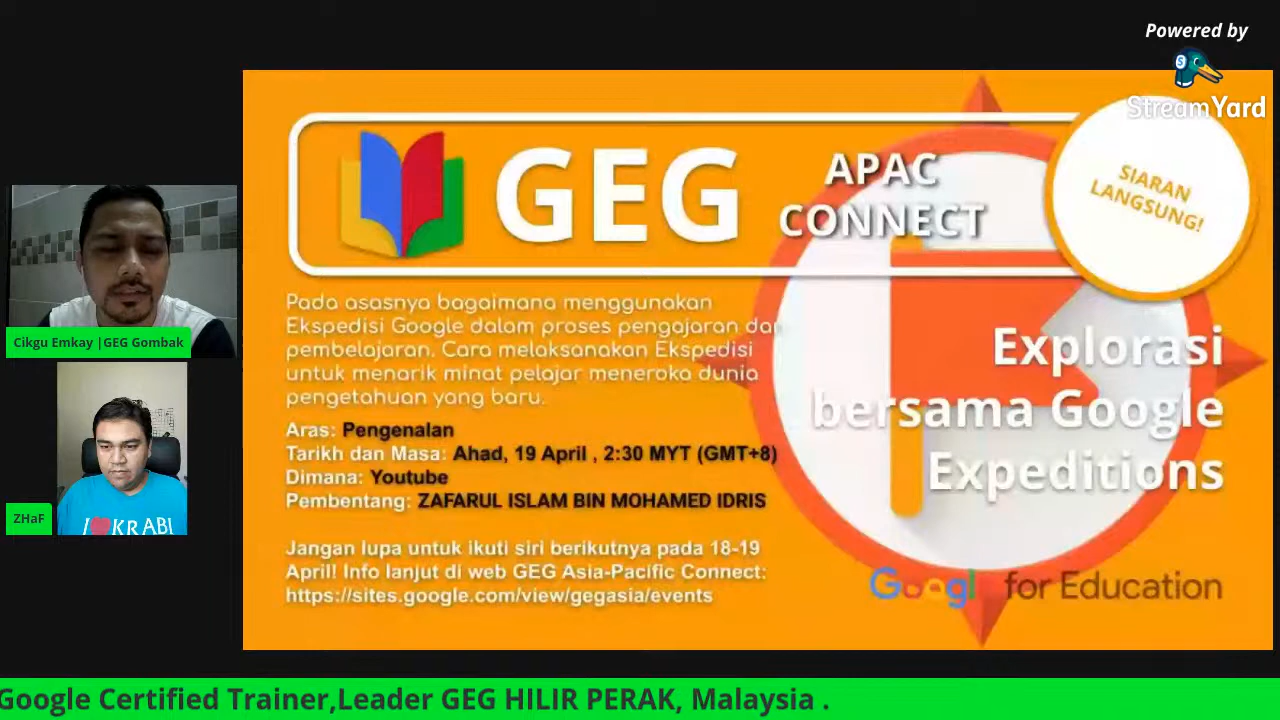 Powered by
StreamYard
GEG
APAC
CONNECT
SIARAN
LANGSUNG!
Pada asasnya bagaimana menggunakan
Ekspedisi Google dalam proses pengajaran dan
pembelajaran. Cara melaksanakan Ekspedisi
untuk menarik minat pelajar meneroka dunia
pengetahuan yang baru.
Aras: Pengenalan
Tarikh dan Masa: Ahad, 19 April , 2:30 MYT (GMT+8)
Dimana: Youtube
Pembentang: ZAFARUL ISLAM BIN MOHAMED IDRIS
Jangan lupa untuk ikuti siri berikutnya pada 18-19
April! Info lanjut di web GEG Asia-Pacific Connect:
https://sites.google.com/view/gegasia/events
Explorasi
bersama Google
Expeditions
Googl for Education
Cikgu Emkay |GEG Gombak
I KRABI
ZHaF
Google Certified Trainer,Leader GEG HILIR PERAK, Malaysia .